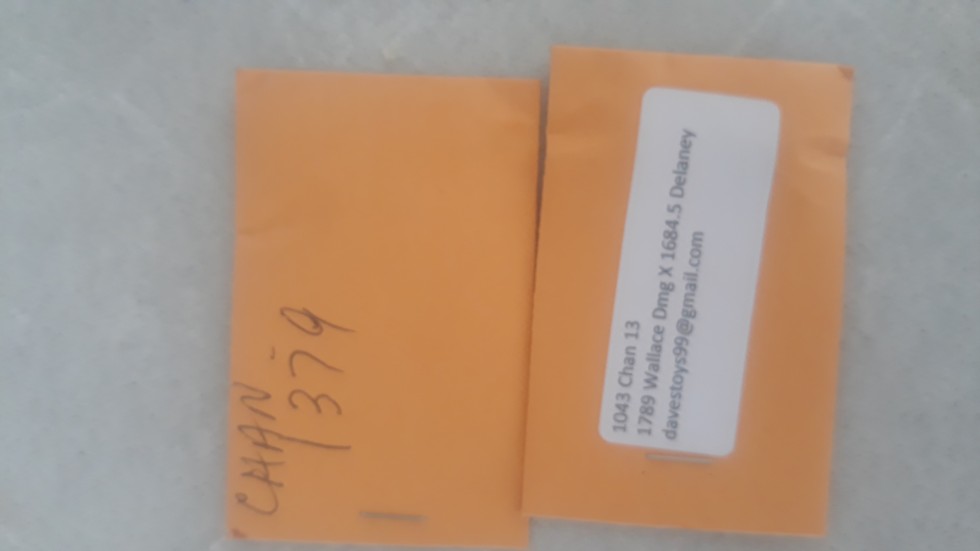 CHAN
1379
1043 Chan 13
1789 Wallace Dmg X 1684.5 Delaney
davestoys99@gmail.com